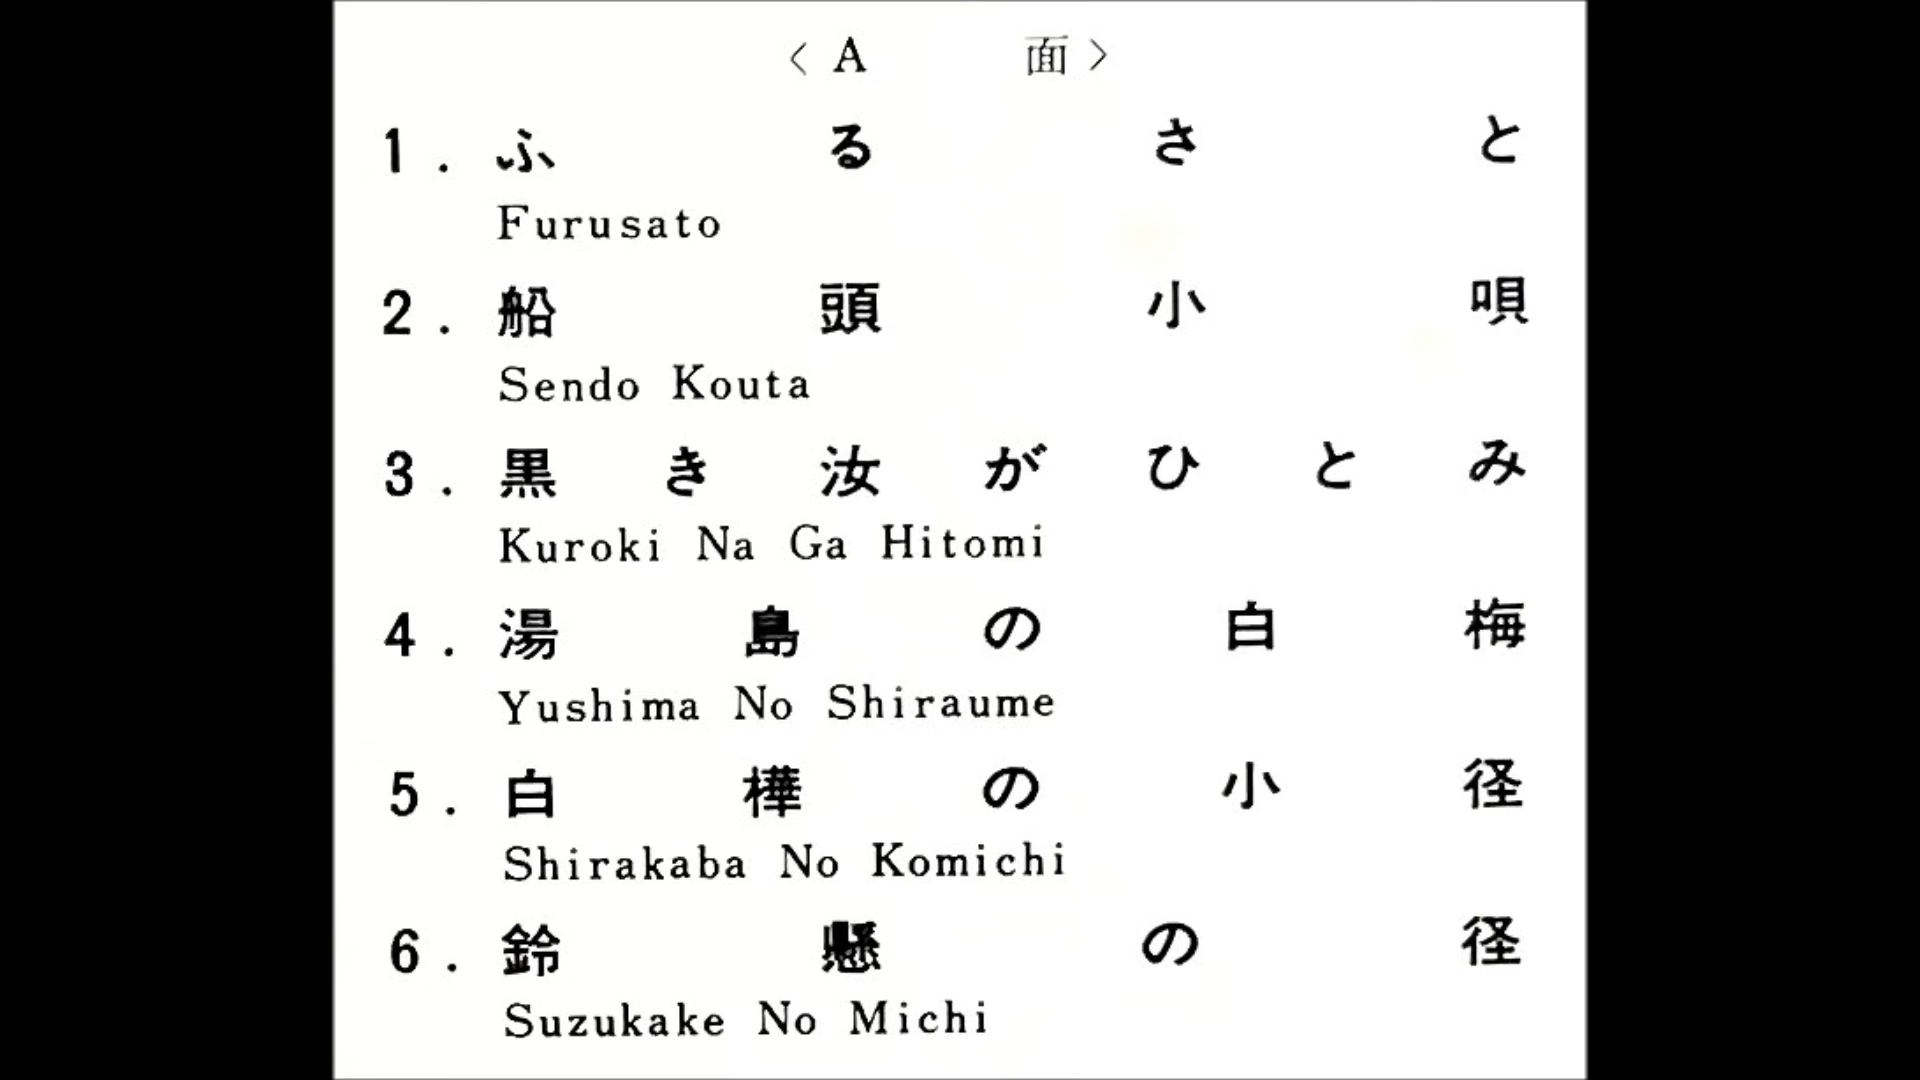 〈A 面〉
1. ふるさと
Furusato
2. 船頭小唄
Sendo Kouta
3. 黒き汝がひとみ
Kuroki Na Ga Hitomi
4. 湯島の白梅
Yushima No Shiraume
5. 白樺の小径
Shirakaba No Komichi
6. 鈴懸の径
Suzukake No Michi